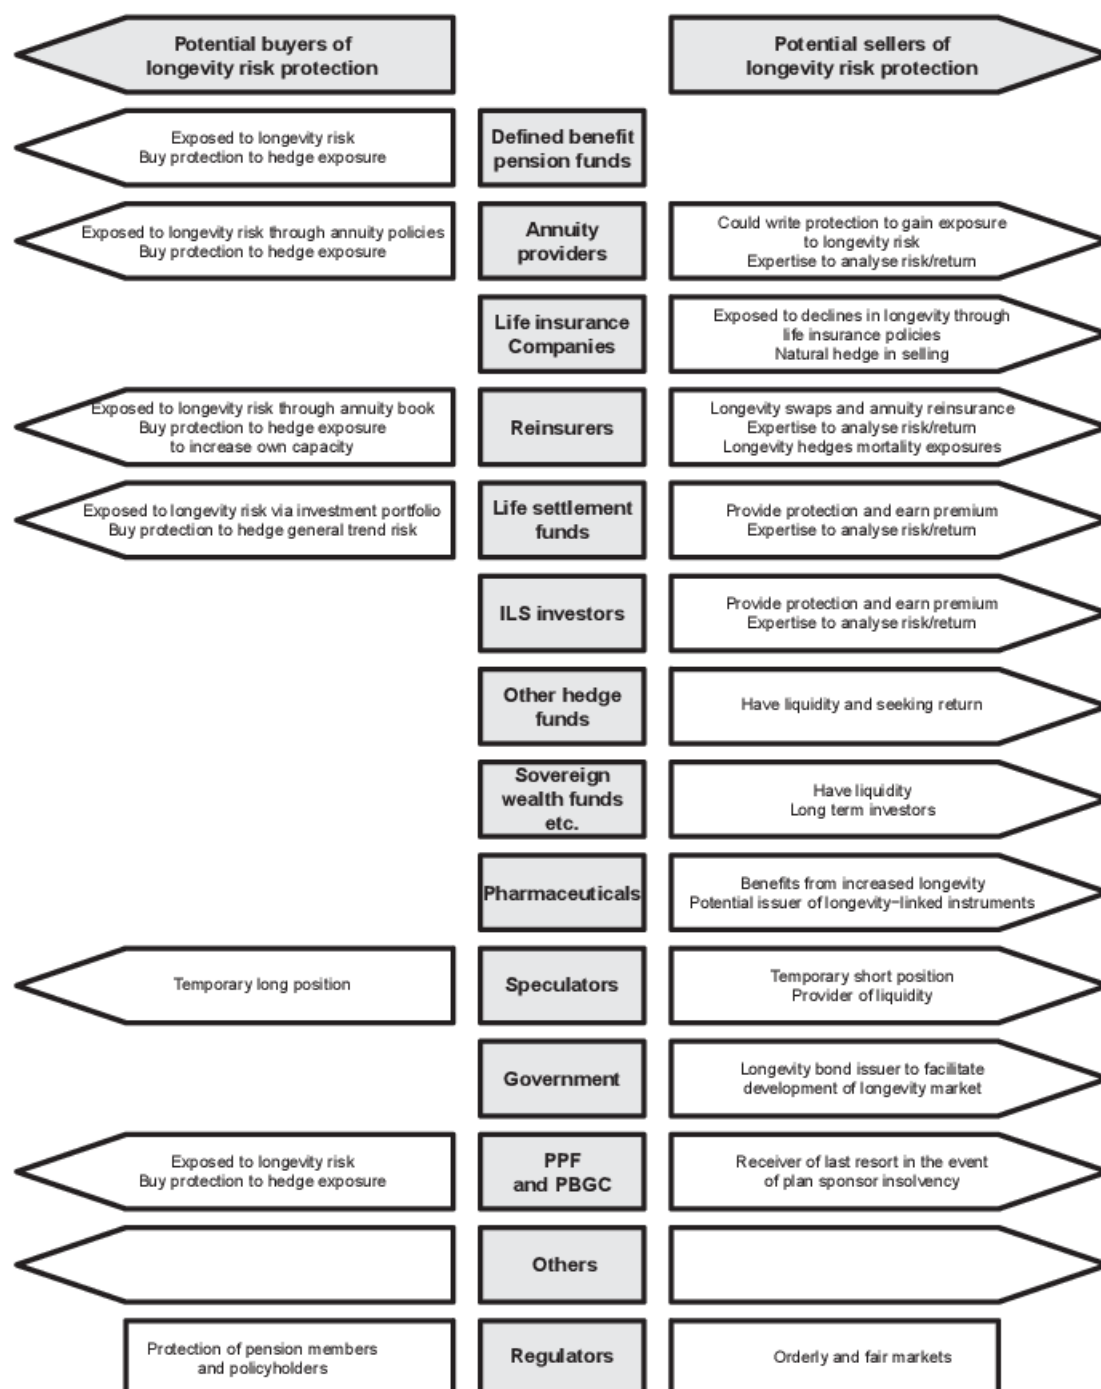 Potential buyers of
longevity risk protection
Potential sellers of
longevity risk protection
Exposed to longevity risk
Buy protection to hedge exposure
Defined benefit
pension funds
Exposed to longevity risk through annuity policies
Buy protection to hedge exposure
Annuity
providers
Could write protection to gain exposure
to longevity risk
Expertise to analyse risk/return
Life insurance
Companies
Exposed to declines in longevity through
life insurance policies
Natural hedge in selling
Exposed to longevity risk through annuity book
Buy protection to hedge exposure
to increase own capacity
Reinsurers
Longevity swaps and annuity reinsurance
Expertise to analyse risk/return
Longevity hedges mortality exposures
Exposed to longevity risk via investment portfolio
Buy protection to hedge general trend risk
Life settlement
funds
Provide protection and earn premium
Expertise to analyse risk/return
ILS investors
Provide protection and earn premium
Expertise to analyse risk/return
Other hedge
funds
Have liquidity and seeking return
Sovereign
wealth funds
etc.
Have liquidity
Long term investors
Pharmaceuticals
Benefits from increased longevity
Potential issuer of longevity−linked instruments
Temporary long position
Speculators
Temporary short position
Provider of liquidity
Government
Longevity bond issuer to facilitate
development of longevity market
Exposed to longevity risk
Buy protection to hedge exposure
PPF
and PBGC
Receiver of last resort in the event
of plan sponsor insolvency
Others
Protection of pension members
and policyholders
Regulators
Orderly and fair markets